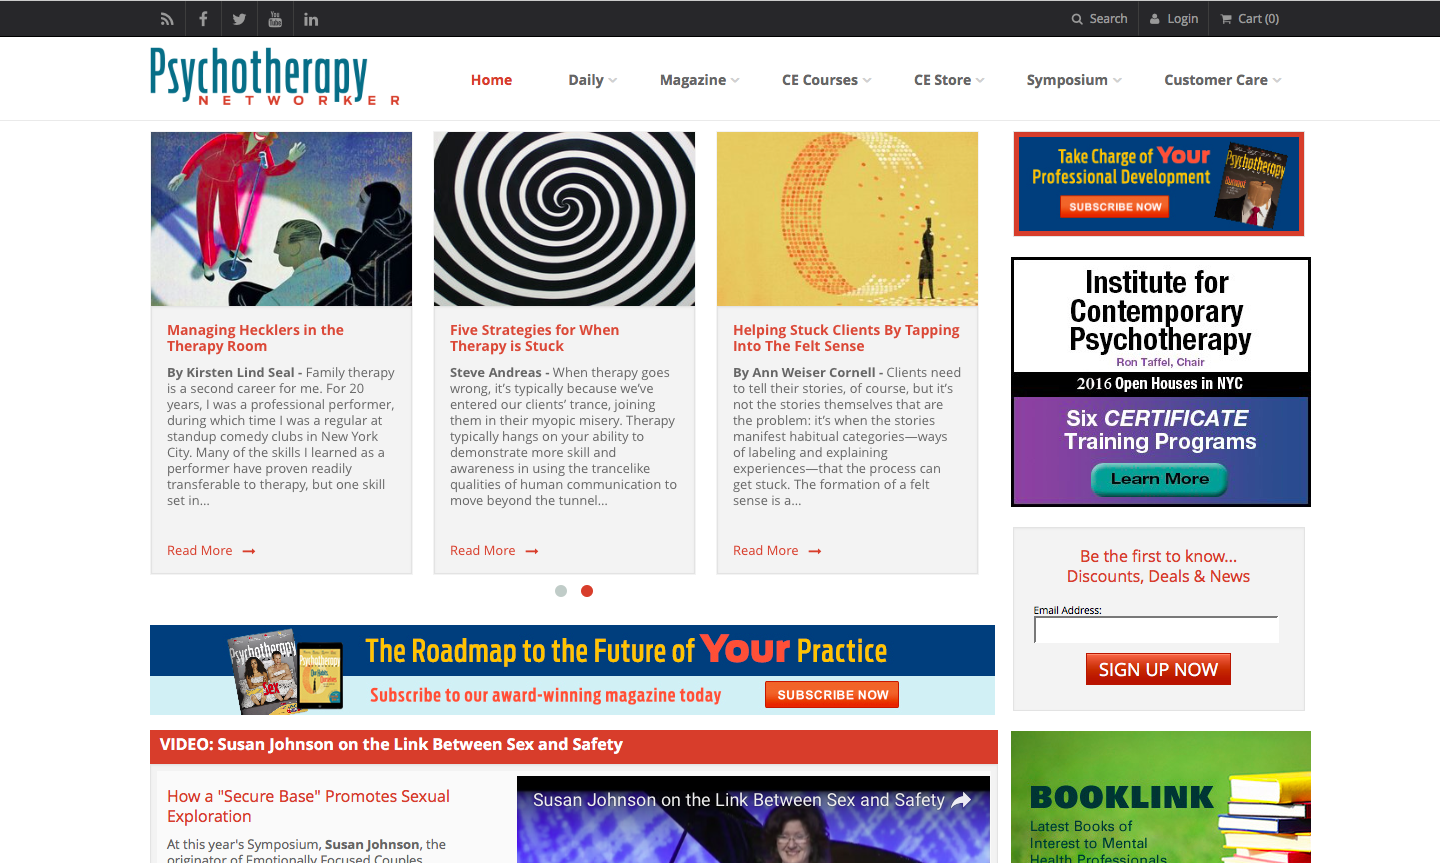 You Tube
Search
Login
Cart (0)
Psychotherapy
NETWORKER
Home
Daily
Magazine
CE Courses
CE Store
Symposium
Customer Care
Managing Hecklers in the
Therapy Room
By Kirsten Lind Seal - Family therapy
is a second career for me. For 20
years, I was a professional performer,
during which time I was a regular at
standup comedy clubs in New York
City. Many of the skills I learned as a
performer have proven readily
transferable to therapy, but one skill
set in...
Read More
Five Strategies for When
Therapy is Stuck
Steve Andreas - When therapy goes
wrong, it’s typically because we’ve
entered our clients’ trance, joining
them in their myopic misery. Therapy
typically hangs on your ability to
demonstrate more skill and
awareness in using the trancelike
qualities of human communication to
move beyond the tunnel...
Read More
Helping Stuck Clients By Tapping
Into The Felt Sense
By Ann Weiser Cornell - Clients need
to tell their stories, of course, but it’s
not the stories themselves that are
the problem: it’s when the stories
manifest habitual categories—ways
of labeling and explaining
experiences—that the process can
get stuck. The formation of a felt
sense is a...
Read More
Take Charge of Your
Professional Development
SUBSCRIBE NOW
Psychotherapy
Burnout
Institute for
Contemporary
Psychotherapy
Ron Taffel, Chair
2016 Open Houses in NYC
Six CERTIFICATE
Training Programs
Learn More
Be the first to know...
Discounts, Deals & News
Email Address:
SIGN UP NOW
Psychotherapy
Sex
Psychotherapy
The Roadmap to the Future of Your Practice
Subscribe to our award-winning magazine today
SUBSCRIBE NOW
VIDEO: Susan Johnson on the Link Between Sex and Safety
How a "Secure Base" Promotes Sexual
Exploration
At this year's Symposium, Susan Johnson, the
originator of Emotionally Focused Couples
Susan Johnson on the Link Between Sex and Safety
BOOKLINK
Latest Books of
Interest to Mental
Health Professionals